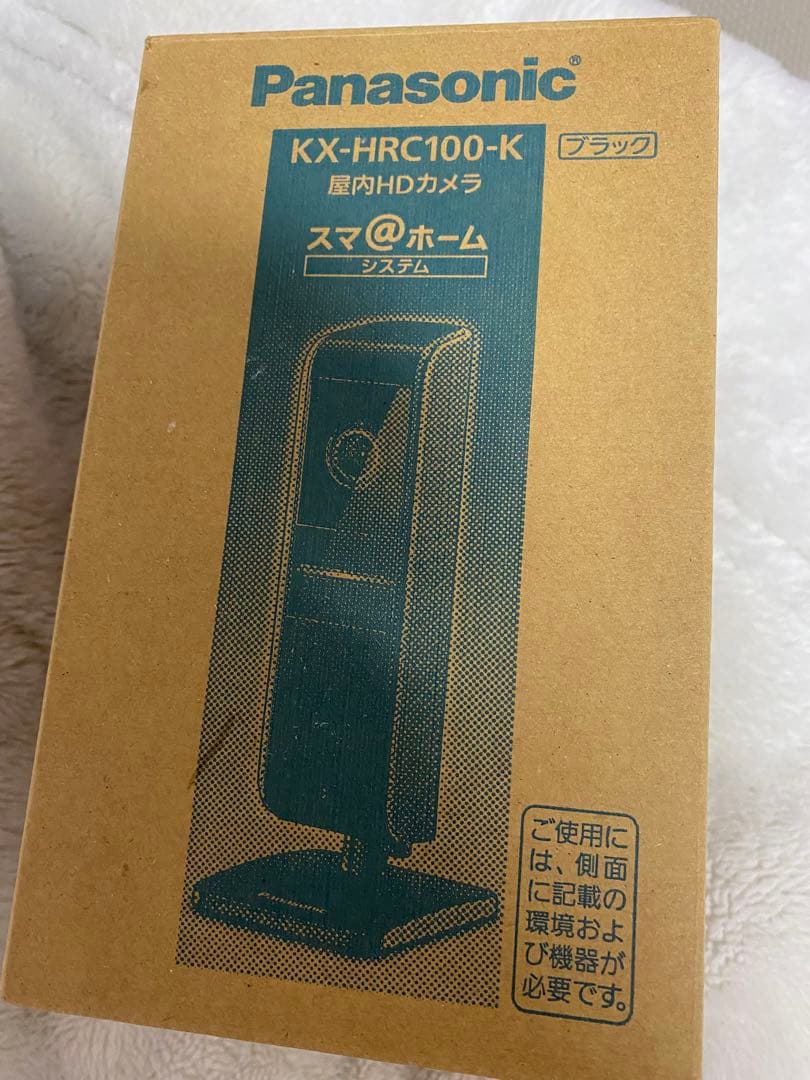 Panasonic®
KX-HRC100-K
ブラック
屋内HDカメラ
スマ@ホーム
システム
Panasonic
ご使用に
は、側面
に記載の
環境およ
び機器が
必要です。